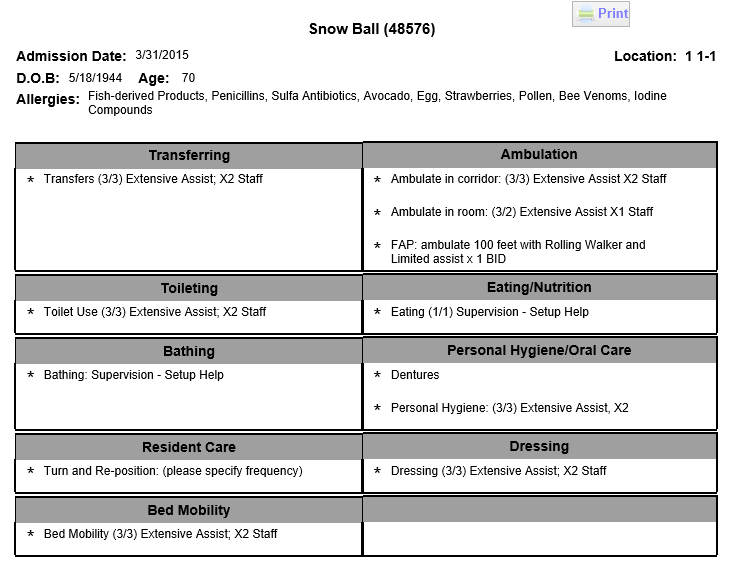 Print
Snow Ball (48576)
Admission Date: 3/31/2015
Location: 1 1-1
D.O.B: 5/18/1944 Age: 70
Allergies: Fish-derived Products, Penicillins, Sulfa Antibiotics, Avocado, Egg, Strawberries, Pollen, Bee Venoms, Iodine
Compounds
Transferring
* Transfers (3/3) Extensive Assist; X2 Staff
Ambulation
* Ambulate in corridor: (3/3) Extensive Assist X2 Staff
* Ambulate in room: (3/2) Extensive Assist X1 Staff
* FAP: ambulate 100 feet with Rolling Walker and
Limited assist x 1 BID
Toileting
* Toilet Use (3/3) Extensive Assist; X2 Staff
Eating/Nutrition
* Eating (1/1) Supervision - Setup Help
Bathing
* Bathing: Supervision - Setup Help
Personal Hygiene/Oral Care
* Dentures
* Personal Hygiene: (3/3) Extensive Assist, X2
Resident Care
* Turn and Re-position: (please specify frequency)
Dressing
* Dressing (3/3) Extensive Assist; X2 Staff
Bed Mobility
* Bed Mobility (3/3) Extensive Assist; X2 Staff